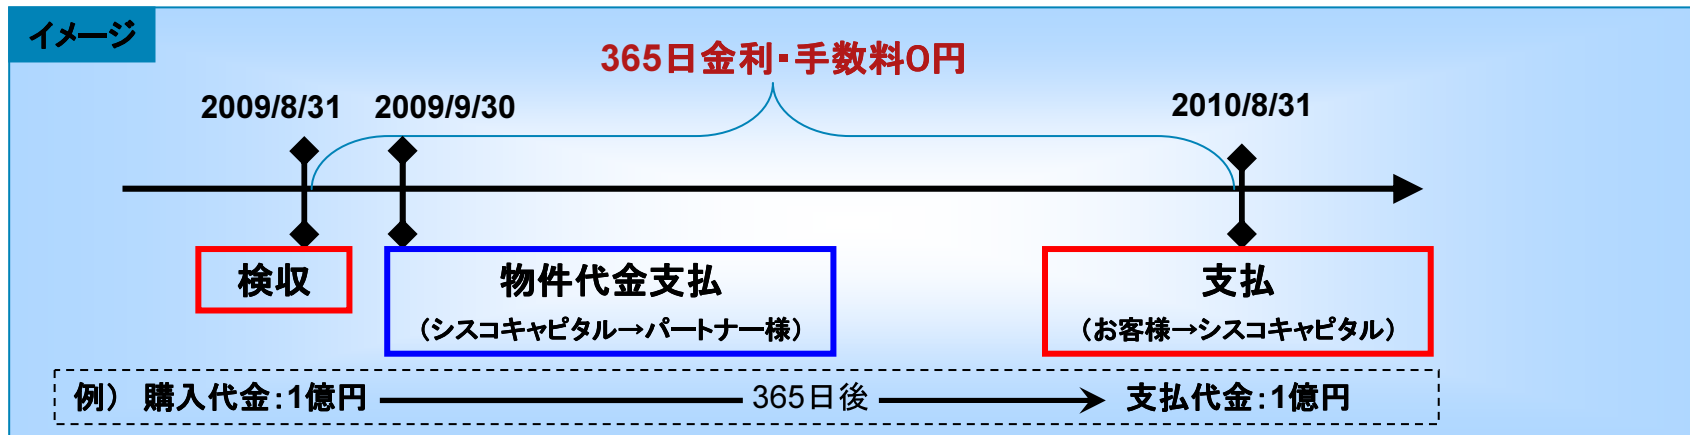 イメージ
365日金利・手数料0円
2009/8/31 2009/9/30 2010/8/31
検収 物件代金支払 支払
（シスコキャピタル→パートナー様） （お客様→シスコキャピタル）
例） 購入代金：1億円 365日後 支払代金：1億円